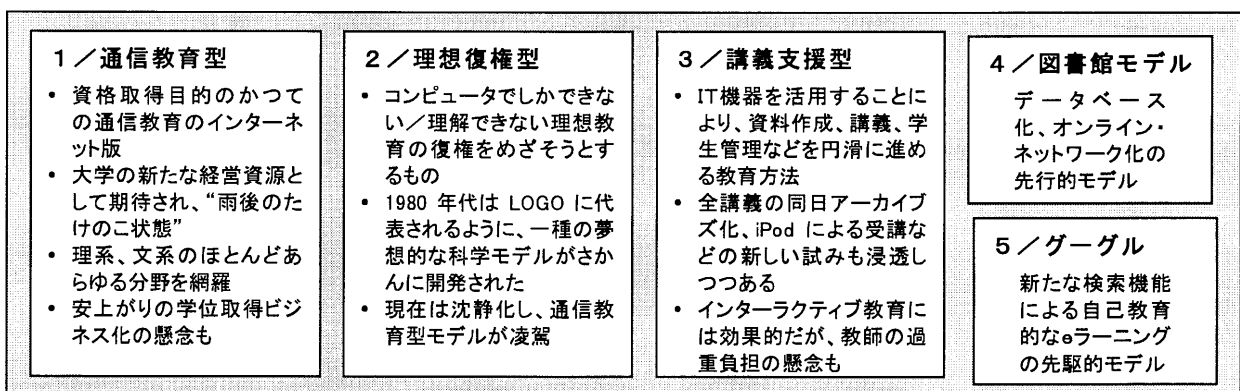 1／通信教育型
• 資格取得目的のかつて
の通信教育のインターネ
ット版
• 大学の新たな経営資源と
して期待され、“雨後のた
けのこ状態”
• 理系、文系のほとんどあ
らゆる分野を網羅
• 安上がりの学位取得ビジ
ネス化の懸念も
2／理想復権型
• コンピュータでしかできな
い／理解できない理想教
育の復権をめざそうとす
るもの
• 1980 年代は LOGO に代
表されるように、一種の夢
想的な科学モデルがさか
んに開発された
• 現在は沈静化し、通信教
育型モデルが凌駕
3／講義支援型
• IT機器を活用することに
より、資料作成、講義、学
生管理などを円滑に進め
る教育方法
• 全講義の同日アーカイブ
ズ化、iPod による受講な
どの新しい試みも浸透し
つつある
• インターラクティブ教育に
は効果的だが、教師の過
重負担の懸念も
4／図書館モデル
データベース
化、オンライン・
ネットワーク化の
先行的モデル
5／グーグル
新たな検索機能
による自己教育
的なeラーニング
の先駆的モデル